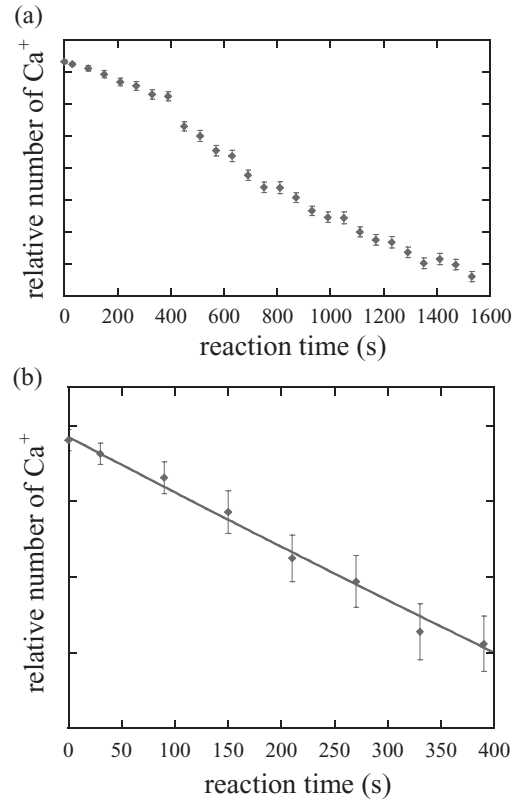 (a)
relative number of Ca⁺
0 200 400 600 800 1000 1200 1400 1600
reaction time (s)
(b)
relative number of Ca⁺
0 50 100 150 200 250 300 350 400
reaction time (s)